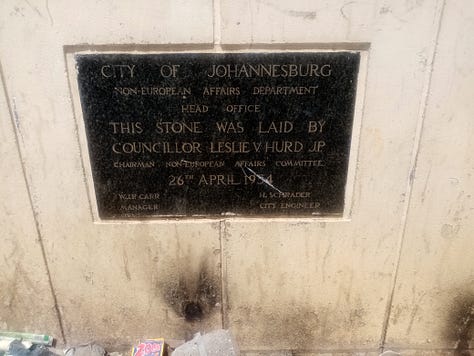 CITY OF JOHANNESBURG
NON-EUROPEAN AFFAIRS DEPARTMENT
HEAD OFFICE
THIS STONE WAS LAID BY
COUNCILLOR LESLIE V. HURD J.P.
CHAIRMAN NON-EUROPEAN AFFAIRS COMMITTEE
26TH APRIL 1954
W.J.P. CARR H. SCHRADER
MANAGER CITY ENGINEER